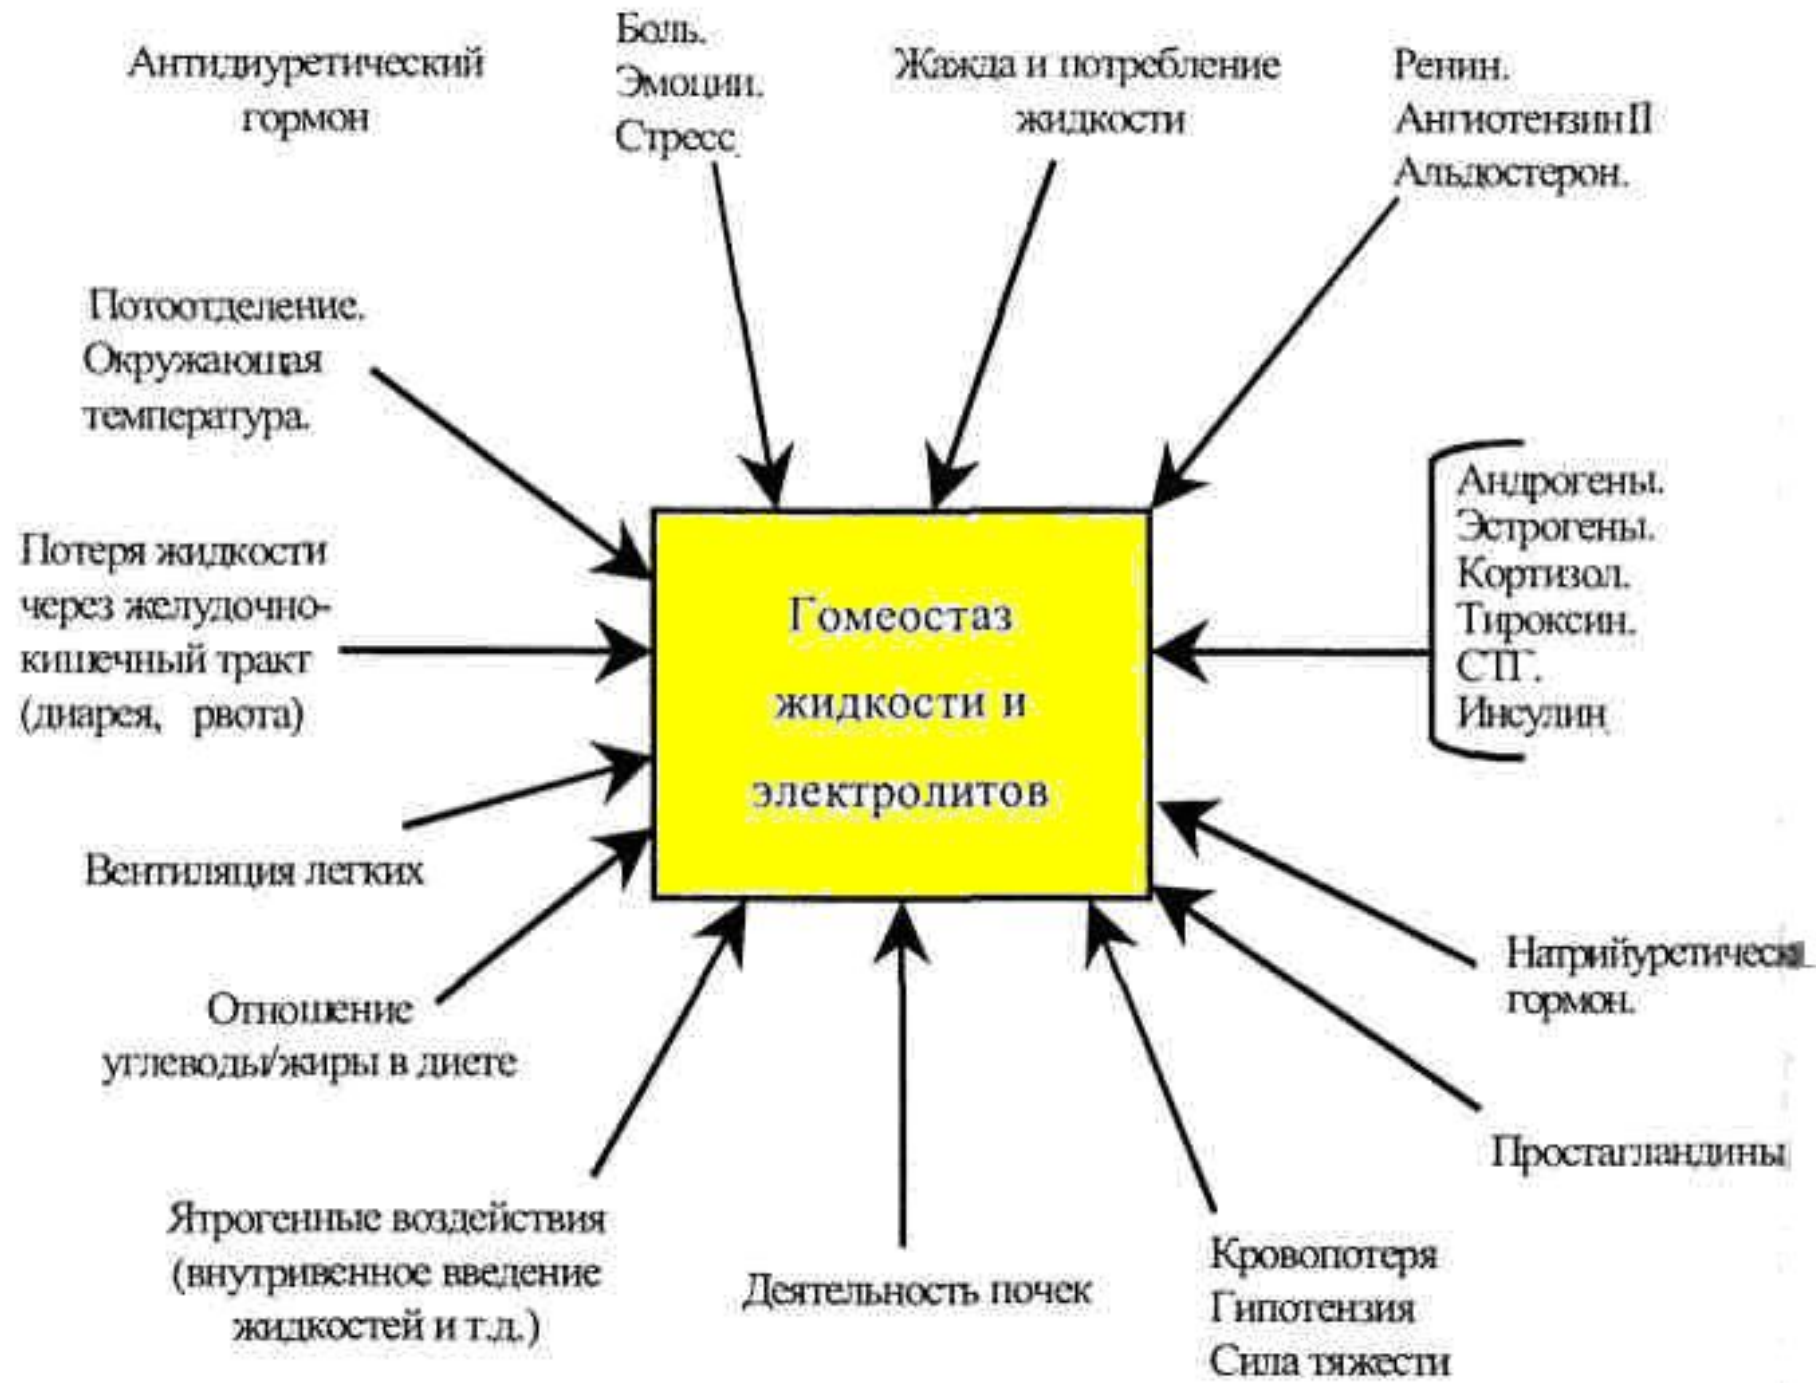 Антидиуретический
гормон
Боль.
Эмоции.
Стресс
Жажда и потребление
жидкости
Ренин.
Ангиотензин II
Альдостерон.
Потоотделение.
Окружающая
температура.
Потеря жидкости
через желудочно-
кишечный тракт
(диарея, рвота)
Вентиляция легких
Отношение
углеводы/жиры в диете
Ятрогенные воздействия
(внутривенное введение
жидкостей и т.д.)
Деятельность почек
Кровопотеря
Гипотензия
Сила тяжести
Простагландины
Натрийуретически
гормон.
Андрогены.
Эстрогены.
Кортизол.
Тироксин.
СТГ.
Инсулин
Гомеостаз
жидкости и
электролитов